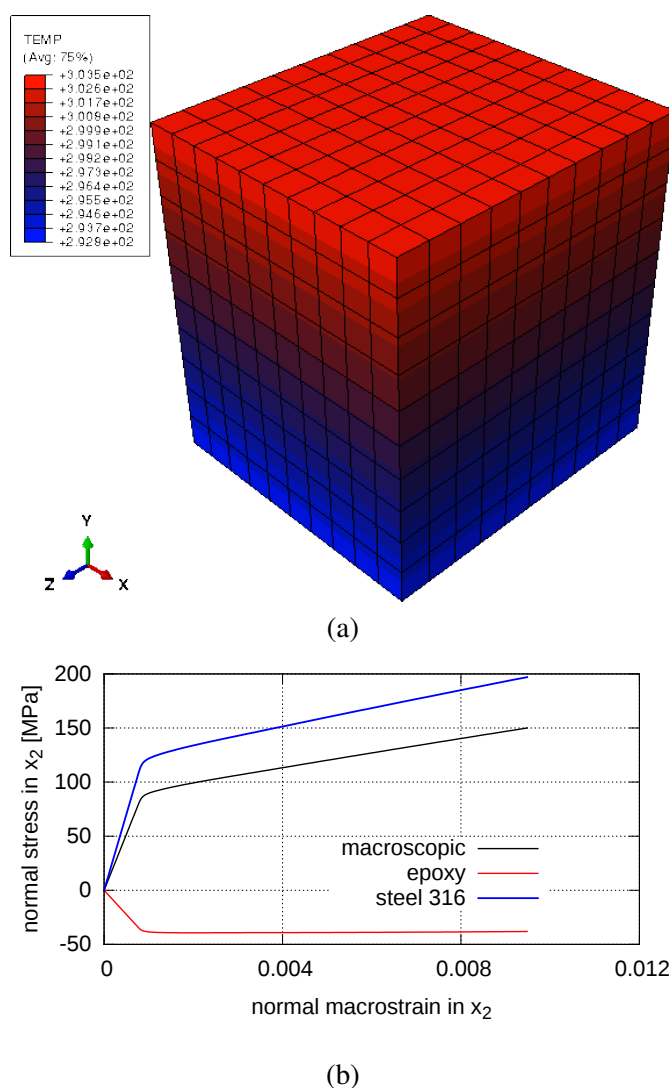 TEMP
(Avg: 75%)
+3.035e+02
+3.026e+02
+3.017e+02
+3.009e+02
+2.999e+02
+2.991e+02
+2.982e+02
+2.973e+02
+2.964e+02
+2.955e+02
+2.946e+02
+2.937e+02
+2.929e+02
Y
Z
X
(a)
200
150
100
50
0
-50
normal stress in x₂ [MPa]
macroscopic
epoxy
steel 316
0
0.004
0.008
0.012
normal macrostrain in x₂
(b)